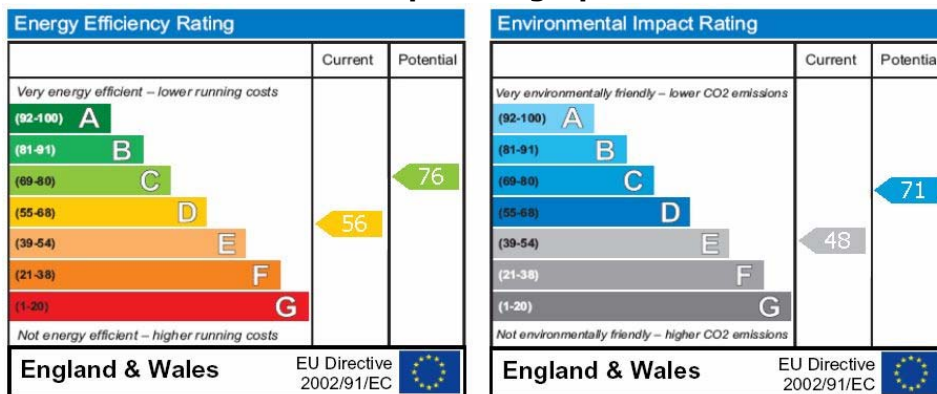 Energy Efficiency Rating
Current Potential
Very energy efficient – lower running costs
(92-100) A
(81-91) B
(69-80) C
76
(55-68) D
56
(39-54) E
(21-38) F
(1-20) G
Not energy efficient – higher running costs
England & Wales
EU Directive
2002/91/EC
Environmental Impact Rating
Current Potentia
Very environmentally friendly – lower CO2 emissions
(92-100) A
(81-91) B
(69-80) C
71
(55-68) D
(39-54) E
48
(21-38) F
(1-20) G
Not environmentally friendly – higher CO2 emissions
England & Wales
EU Directive
2002/91/EC